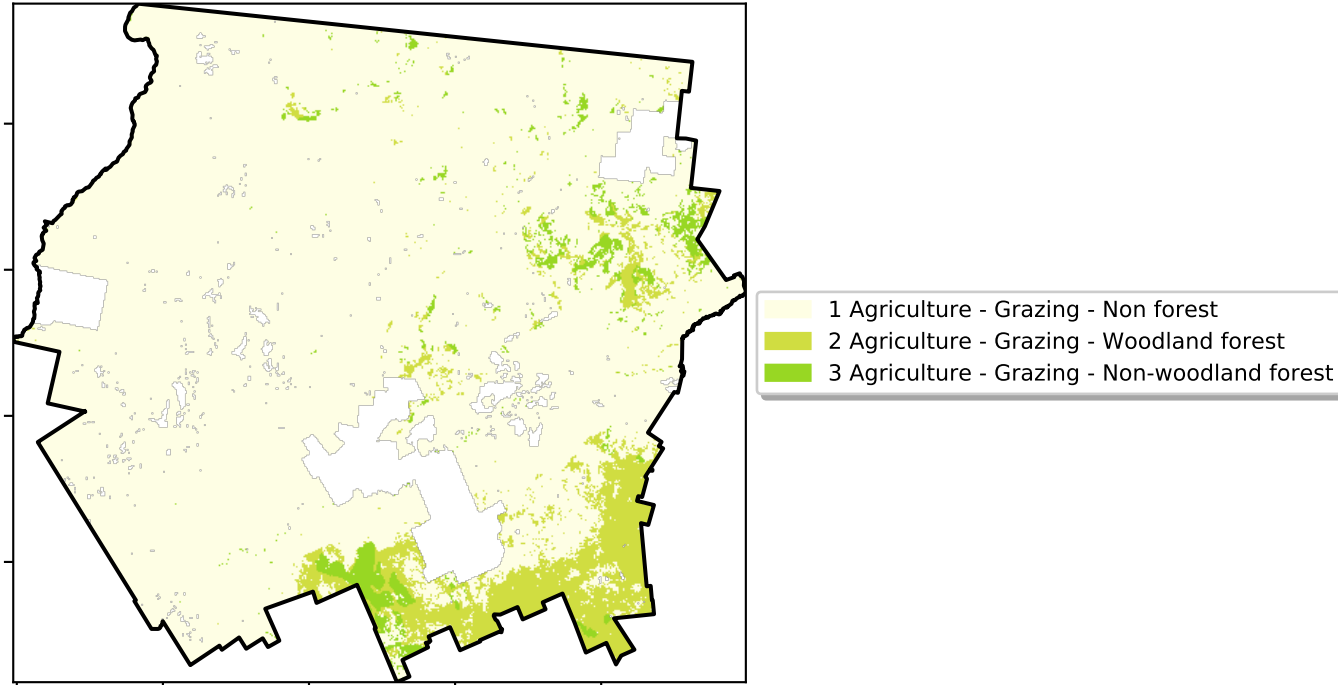 1 Agriculture - Grazing - Non forest
2 Agriculture - Grazing - Woodland forest
3 Agriculture - Grazing - Non-woodland forest